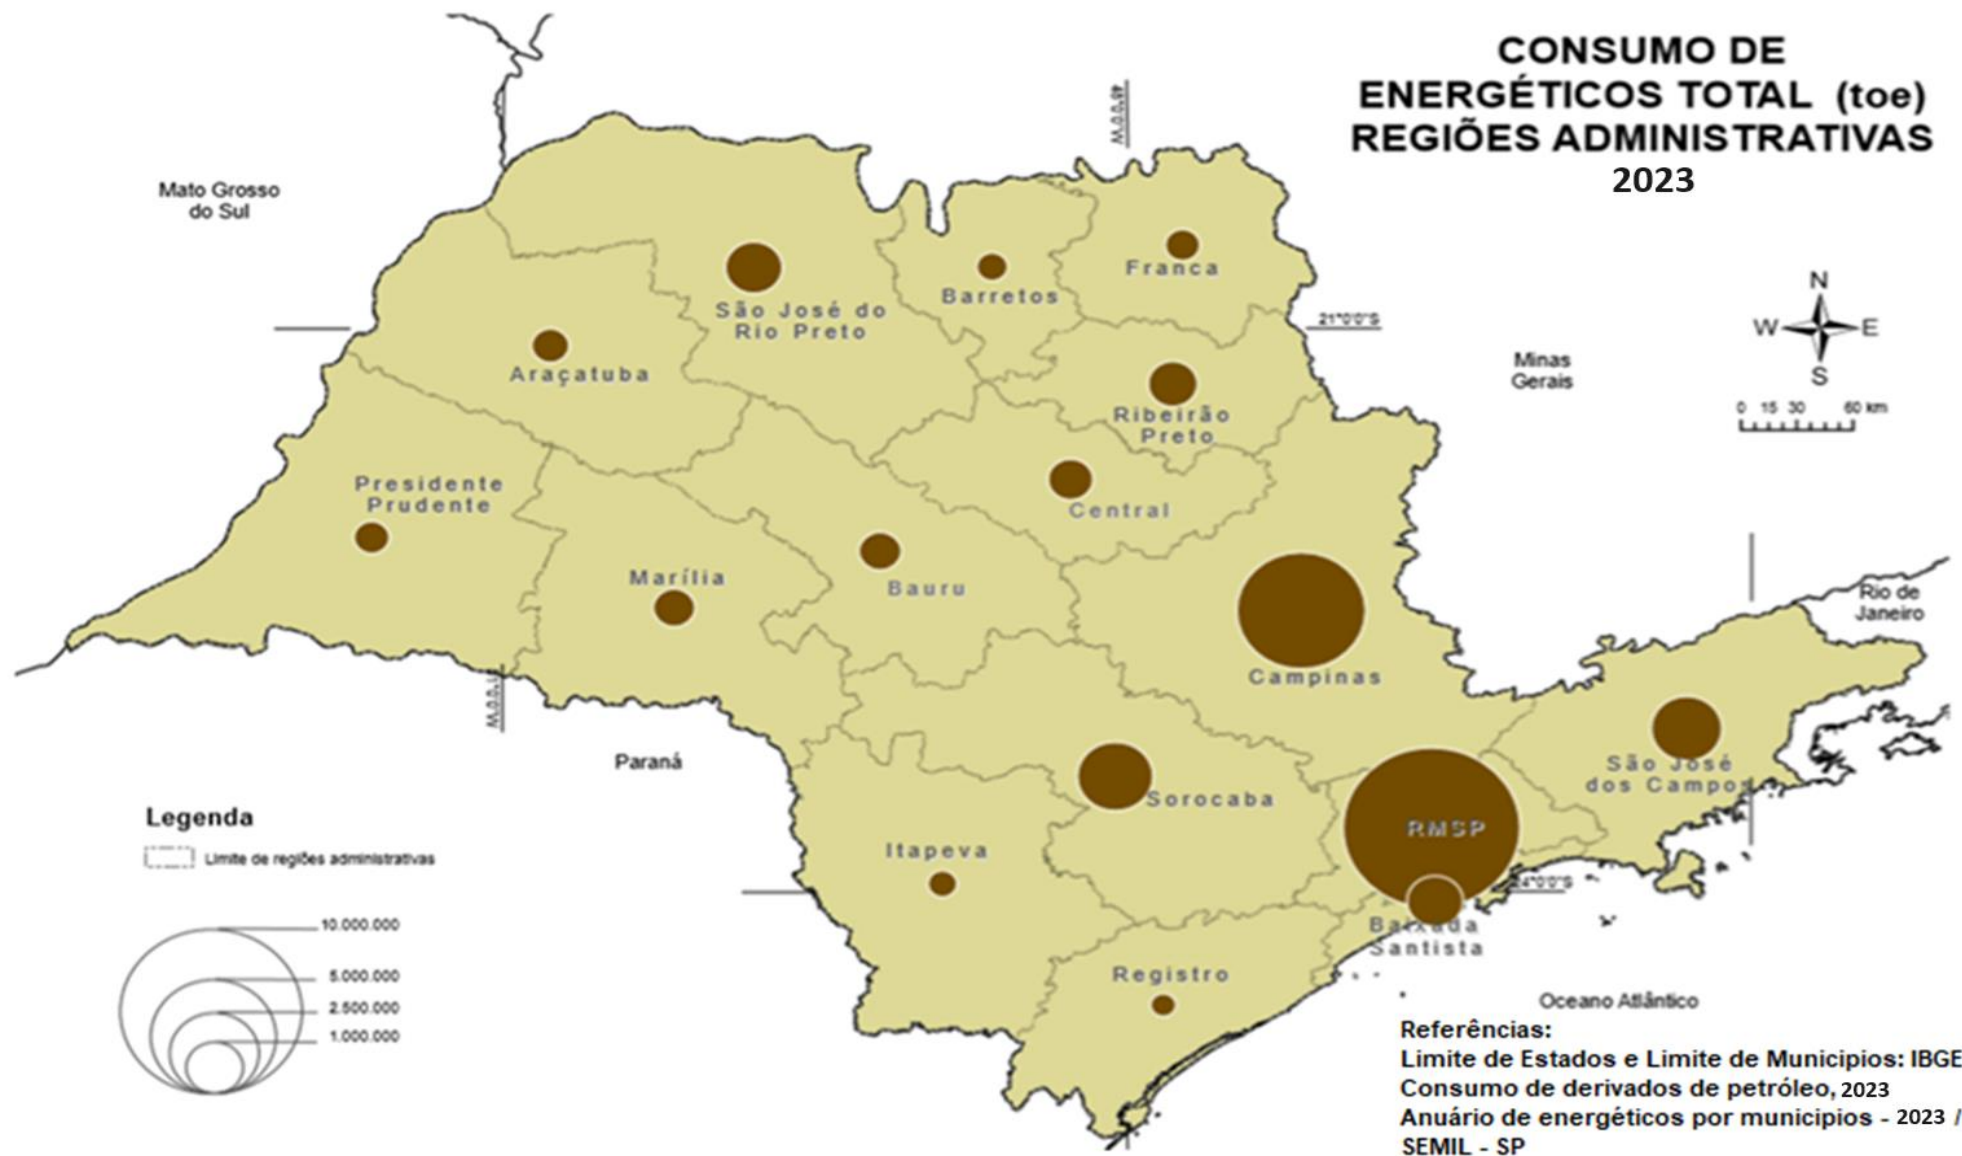 CONSUMO DE
ENERGÉTICOS TOTAL (toe)
REGIÕES ADMINISTRATIVAS
2023
48°0'0"W
Mato Grosso
do Sul
Franca
Barretos
São José do
Rio Preto
21°0'0"S
N
W E
S
0 15 30 60 km
Minas
Gerais
Araçatuba
Ribeirão
Preto
Presidente
Prudente
Central
Marília
Bauru
Rio de
Janeiro
Campinas
Paraná
São José
dos Campos
Sorocaba
RMSP
Itapeva
24°0'0"S
Baixada
Santista
Registro
Oceano Atlântico
Legenda
Limite de regiões administrativas
10.000.000
5.000.000
2.500.000
1.000.000
Referências:
Limite de Estados e Limite de Municipios: IBGE
Consumo de derivados de petróleo, 2023
Anuário de energéticos por municipios - 2023 /
SEMIL - SP